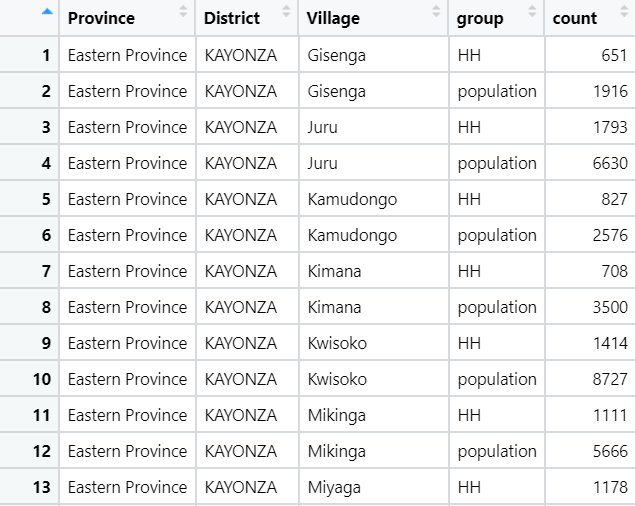 Province District Village group count
1 Eastern Province KAYONZA Gisenga HH 651
2 Eastern Province KAYONZA Gisenga population 1916
3 Eastern Province KAYONZA Juru HH 1793
4 Eastern Province KAYONZA Juru population 6630
5 Eastern Province KAYONZA Kamudongo HH 827
6 Eastern Province KAYONZA Kamudongo population 2576
7 Eastern Province KAYONZA Kimana HH 708
8 Eastern Province KAYONZA Kimana population 3500
9 Eastern Province KAYONZA Kwisoko HH 1414
10 Eastern Province KAYONZA Kwisoko population 8727
11 Eastern Province KAYONZA Mikinga HH 1111
12 Eastern Province KAYONZA Mikinga population 5666
13 Eastern Province KAYONZA Miyaga HH 1178